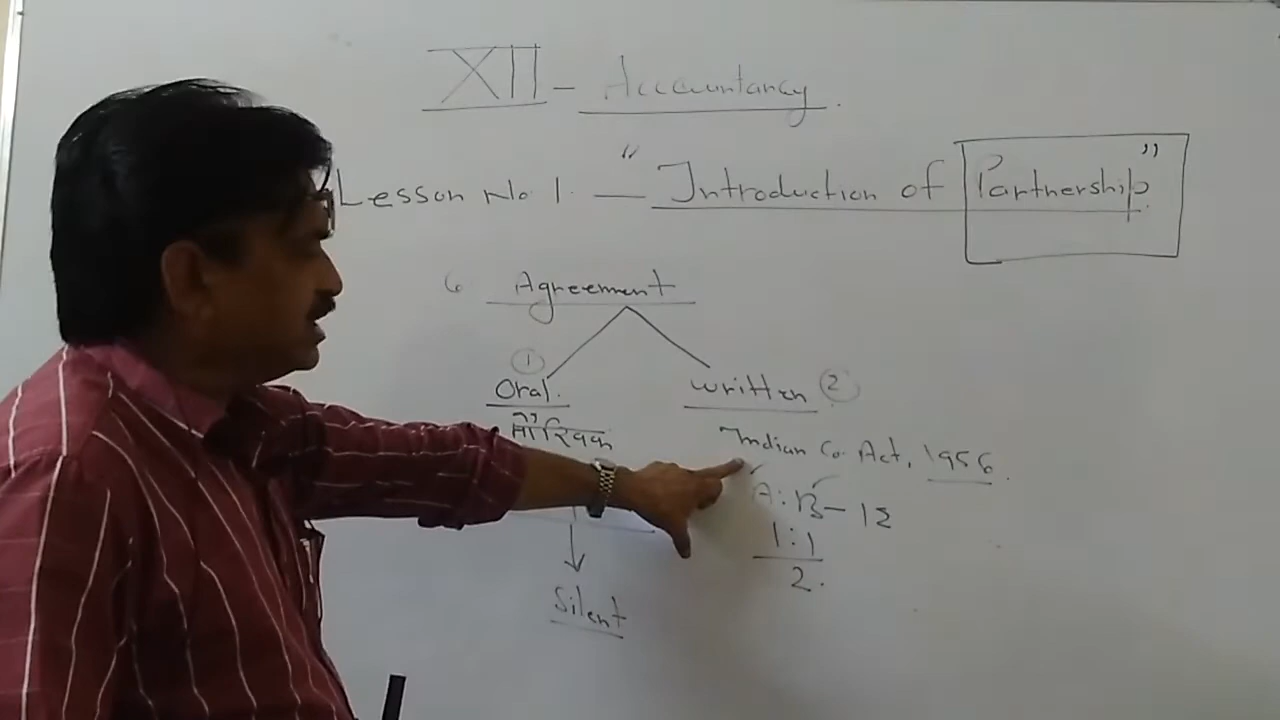 XII - Accountancy.
Lesson No 1. — "Introduction of Partnership."
6 Agreement
① Oral. written ②
मौखिक
Indian Co. Act, 1956.
A : B - 12
1 : 1
2.
Silent